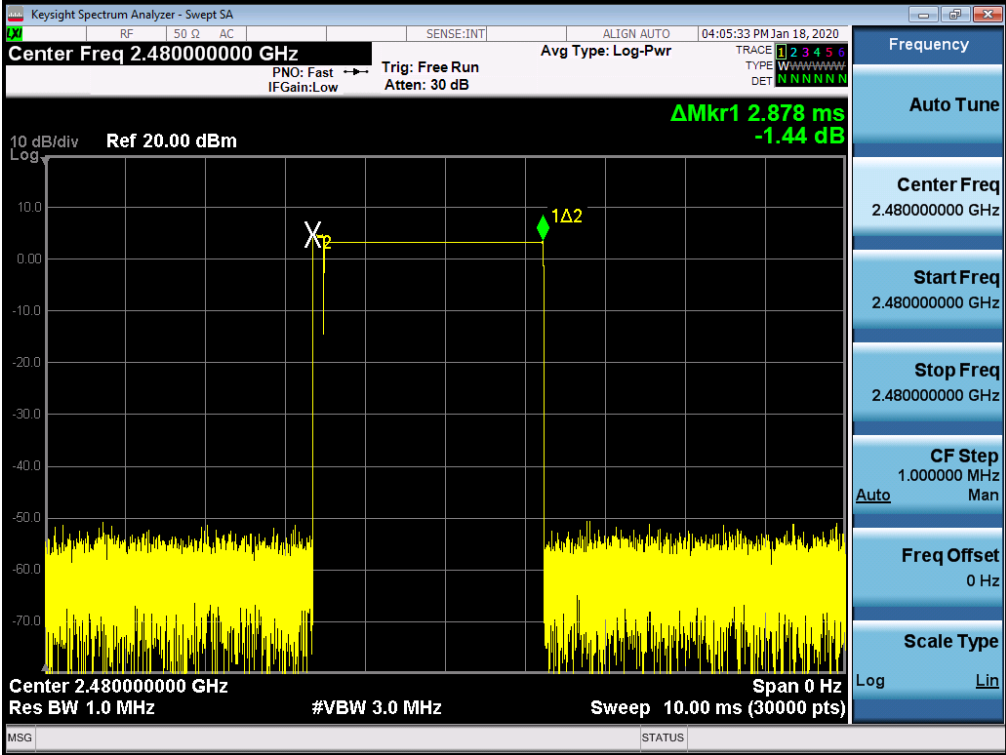 Keysight Spectrum Analyzer - Swept SA
LXI RF 50 Ω AC SENSE:INT ALIGN AUTO 04:05:33 PM Jan 18, 2020
Center Freq 2.480000000 GHz
PNO: Fast
IFGain:Low
Trig: Free Run
Atten: 30 dB
Avg Type: Log-Pwr
TRACE 1 2 3 4 5 6
TYPE W W W W W W
DET N N N N N N
ΔMkr1 2.878 ms
-1.44 dB
10 dB/div Ref 20.00 dBm
Log
10.0
0.00
-10.0
-20.0
-30.0
-40.0
-50.0
-60.0
-70.0
X2
1Δ2
Center 2.480000000 GHz Span 0 Hz
Res BW 1.0 MHz #VBW 3.0 MHz Sweep 10.00 ms (30000 pts)
MSG STATUS
Frequency
Auto Tune
Center Freq
2.480000000 GHz
Start Freq
2.480000000 GHz
Stop Freq
2.480000000 GHz
CF Step
1.000000 MHz
Auto Man
Freq Offset
0 Hz
Scale Type
Log Lin